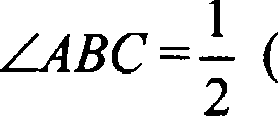 ∠ABC = 1/2 (